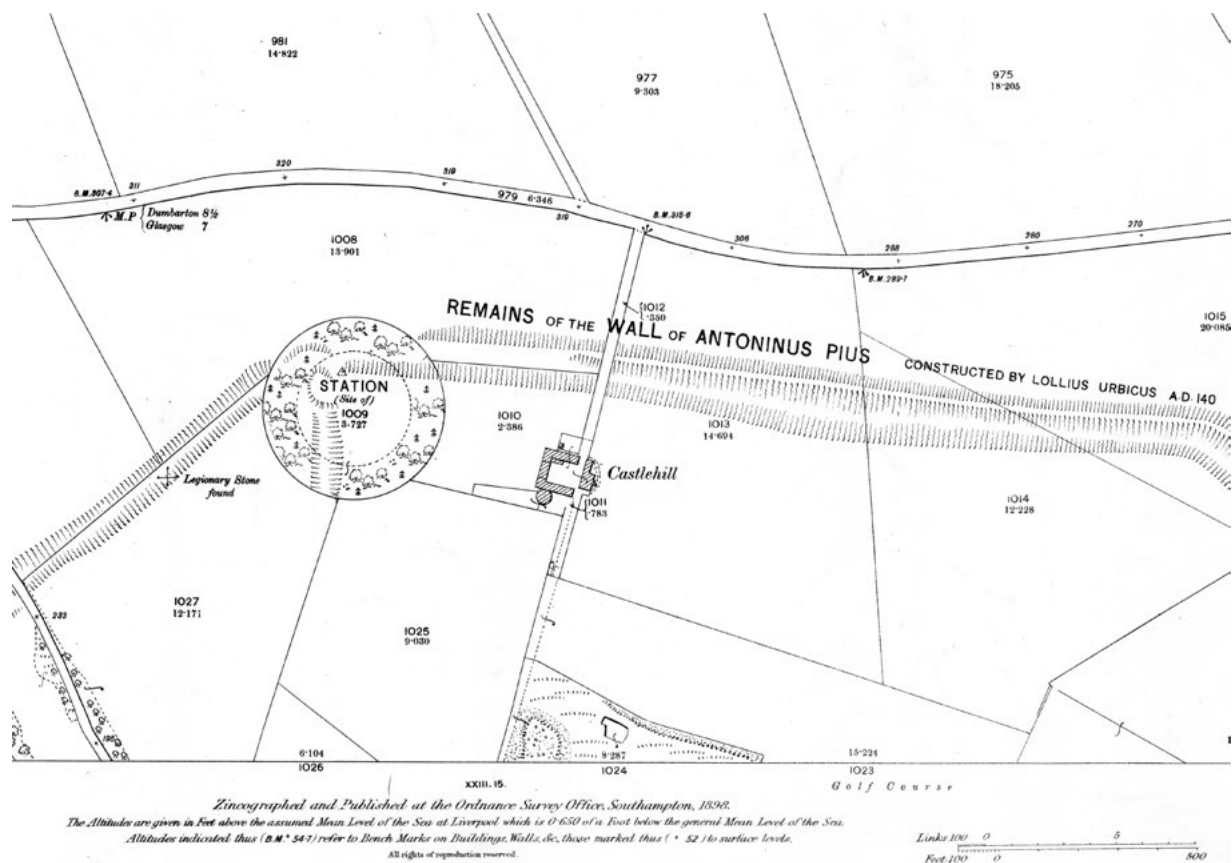 981
14·822
977
9·303
975
18·205
320
319
311
B.M.307·4
M.P { Dumbarton 8½
Glasgow 7
979 6·346
310
B.M.315·6
306
288
280
270
B.M.289·7
1008
13·901
1012
·350
1015
20·085
REMAINS OF THE WALL OF ANTONINUS PIUS
CONSTRUCTED BY LOLLIUS URBICUS A.D. 140
STATION
(Site of)
1009
3·727
1010
2·386
1013
14·694
Castlehill
Legionary Stone
found
1011
·783
1014
12·228
233
1027
12·171
1025
9·030
6·104
8·287
15·224
1026
1024
1023
XXIII.15.
Golf Course
Zincographed and Published at the Ordnance Survey Office, Southampton, 1898.
The Altitudes are given in Feet above the assumed Mean Level of the Sea at Liverpool which is 0·650 of a Foot below the general Mean Level of the Sea.
Altitudes indicated thus (B.M.↑ 54·7) refer to Bench Marks on Buildings, Walls, &c, those marked thus (+ 52) to surface levels.
All rights of reproduction reserved.
Links 100 0 5
Feet 100 0 500